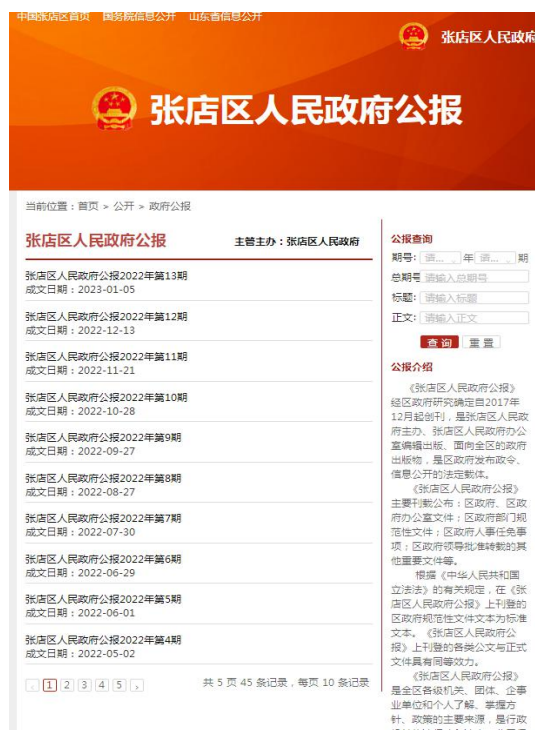 中国张店区首页 国务院信息公开 山东省信息公开
张店区人民政府
张店区人民政府公报
当前位置：首页 > 公开 > 政府公报
张店区人民政府公报 主管主办：张店区人民政府
张店区人民政府公报2022年第13期
成文日期：2023-01-05
张店区人民政府公报2022年第12期
成文日期：2022-12-13
张店区人民政府公报2022年第11期
成文日期：2022-11-21
张店区人民政府公报2022年第10期
成文日期：2022-10-28
张店区人民政府公报2022年第9期
成文日期：2022-09-27
张店区人民政府公报2022年第8期
成文日期：2022-08-27
张店区人民政府公报2022年第7期
成文日期：2022-07-30
张店区人民政府公报2022年第6期
成文日期：2022-06-29
张店区人民政府公报2022年第5期
成文日期：2022-06-01
张店区人民政府公报2022年第4期
成文日期：2022-05-02
‹ 1 2 3 4 5 › 共 5 页 45 条记录，每页 10 条记录
公报查询
期号: 请... 年 请... 期
总期号 请输入总期号
标题: 请输入标题
正文: 请输入正文
查 询 重 置
公报介绍
《张店区人民政府公报》
经区政府研究确定自2017年
12月起创刊，是张店区人民政
府主办、张店区人民政府办公
室编辑出版、面向全区的政府
出版物，是区政府发布政令、
信息公开的法定载体。
《张店区人民政府公报》
主要刊载公布：区政府、区政
府办公室文件；区政府部门规
范性文件；区政府人事任免事
项；区政府领导批准转载的其
他重要文件等。
根据《中华人民共和国
立法法》的有关规定，在《张
店区人民政府公报》上刊登的
区政府规范性文件文本为标准
文本。《张店区人民政府公
报》上刊登的各类公文与正式
文件具有同等效力。
《张店区人民政府公报》
是全区各级机关、团体、企事
业单位和个人了解、掌握方
针、政策的主要来源，是行政